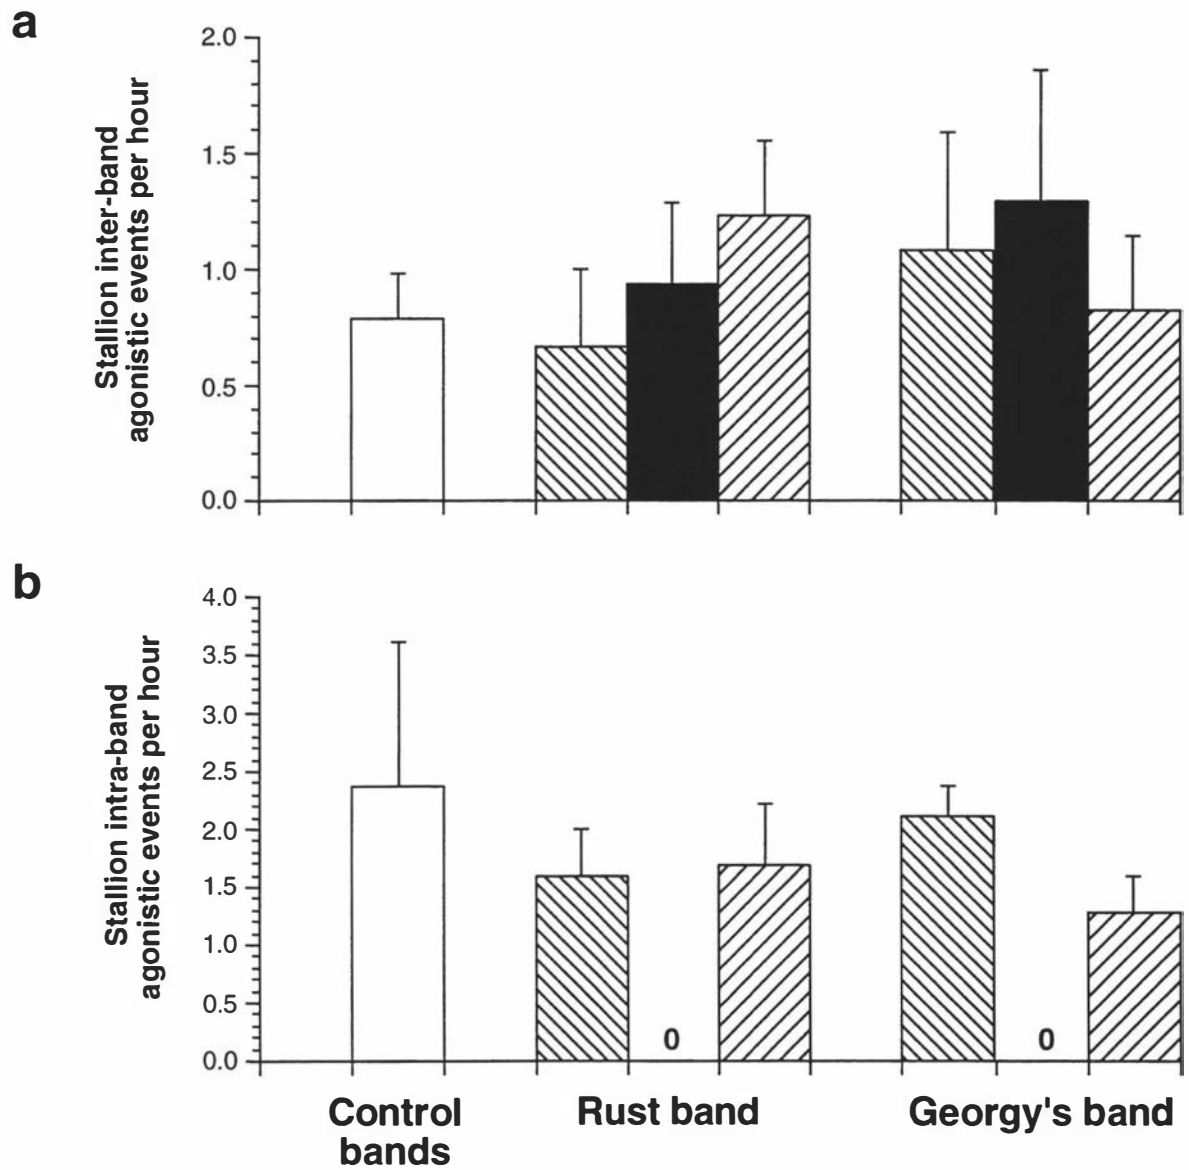 a
Stallion inter-band
agonistic events per hour
2.0
1.5
1.0
0.5
0.0
b
Stallion intra-band
agonistic events per hour
4.0
3.5
3.0
2.5
2.0
1.5
1.0
0.5
0.0
0
0
Control
bands
Rust band
Georgy's band